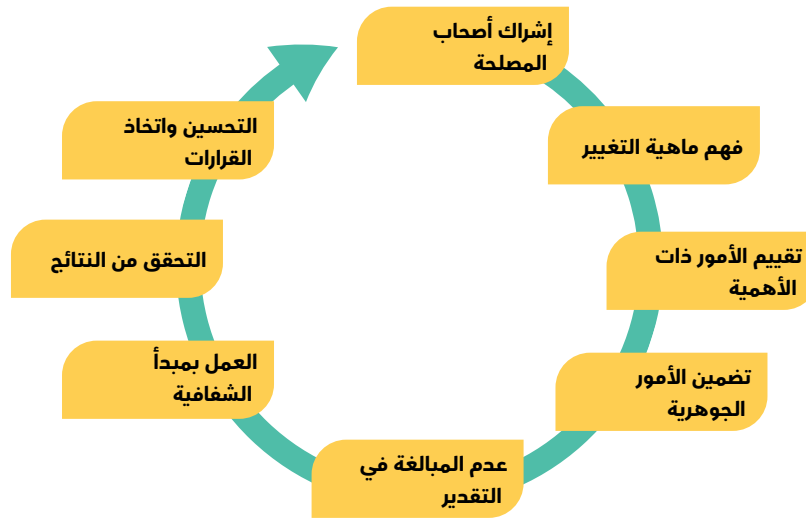 إشراك أصحاب
المصلحة
فهم ماهية التغيير
تقييم الأمور ذات
الأهمية
تضمين الأمور
الجوهرية
عدم المبالغة في
التقدير
العمل بمبدأ
الشفافية
التحقق من النتائج
التحسين واتخاذ
القرارات